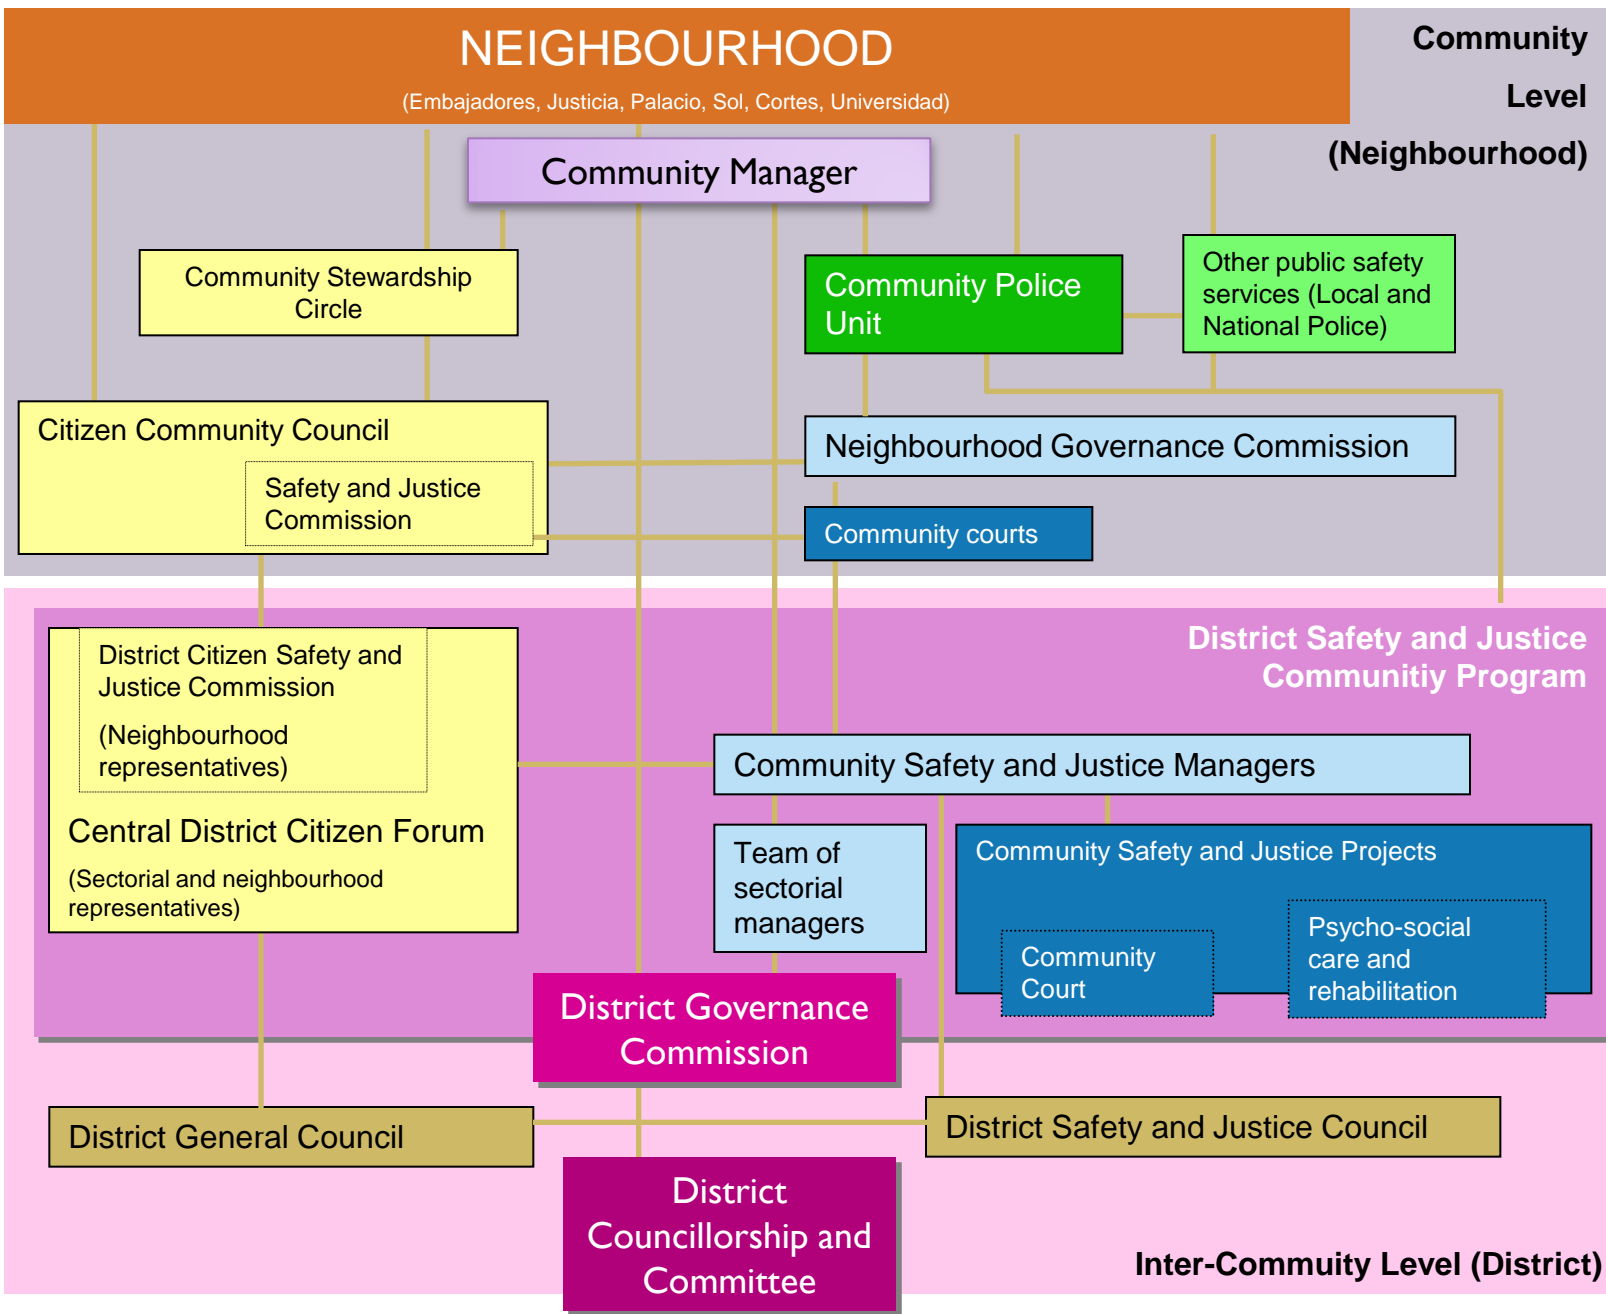 NEIGHBOURHOOD
(Embajadores, Justicia, Palacio, Sol, Cortes, Universidad)
Community
Level
(Neighbourhood)
Community Manager
Community Stewardship
Circle
Community Police
Unit
Other public safety
services (Local and
National Police)
Citizen Community Council
Safety and Justice
Commission
Neighbourhood Governance Commission
Community courts
District Safety and Justice
Communitiy Program
District Citizen Safety and
Justice Commission
(Neighbourhood
representatives)
Central District Citizen Forum
(Sectorial and neighbourhood
representatives)
Community Safety and Justice Managers
Team of
sectorial
managers
Community Safety and Justice Projects
Community
Court
Psycho-social
care and
rehabilitation
District Governance
Commission
District General Council
District Safety and Justice Council
District
Councillorship and
Committee
Inter-Commuity Level (District)